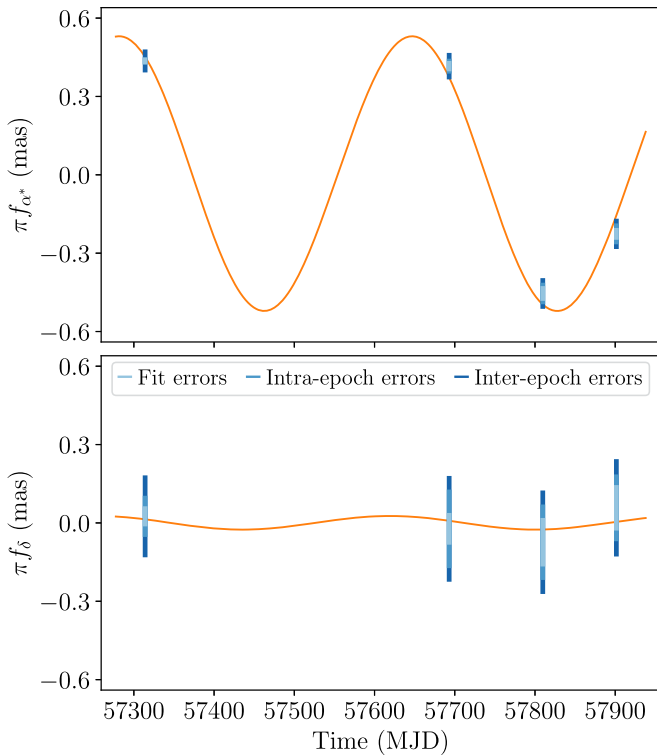 0.6
0.3
0.0
−0.3
−0.6
πfα* (mas)
Fit errors Intra-epoch errors Inter-epoch errors
0.6
0.3
0.0
−0.3
−0.6
πfδ (mas)
57300 57400 57500 57600 57700 57800 57900
Time (MJD)